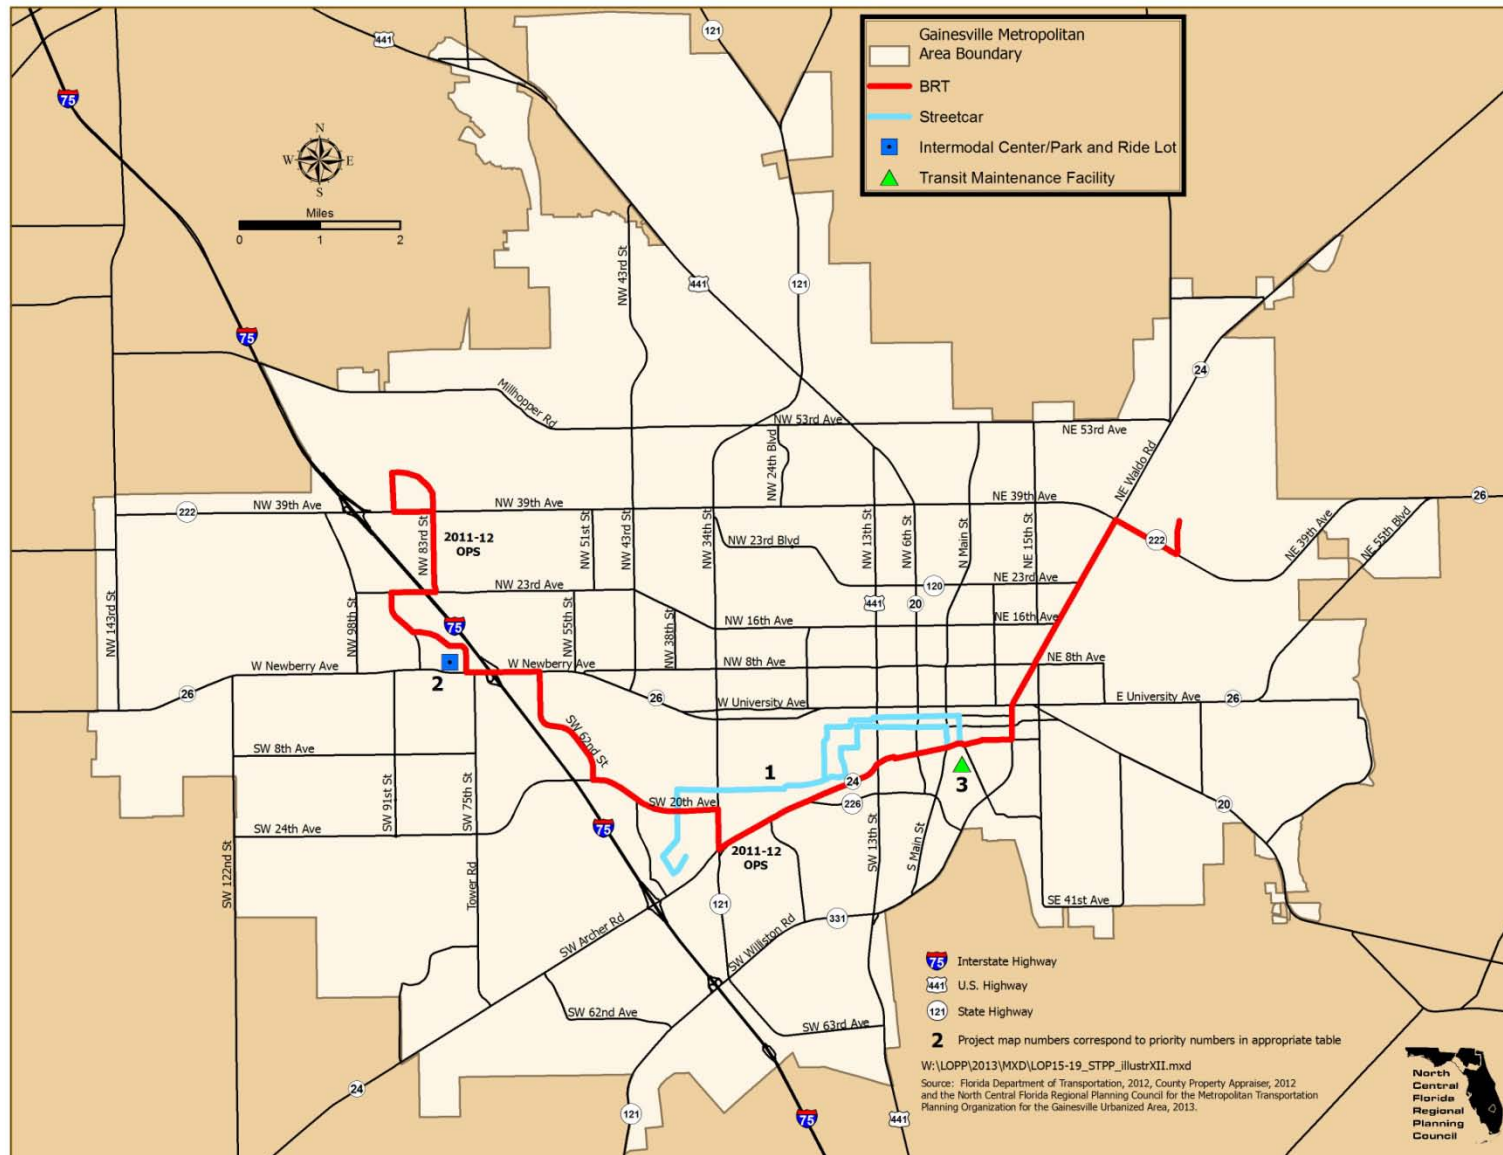 441
121
75
Gainesville Metropolitan
Area Boundary
BRT
Streetcar
Intermodal Center/Park and Ride Lot
Transit Maintenance Facility
N
W
E
S
Miles
0
1
2
NW 43rd St
441
121
75
24
Millhopper Rd
NW 53rd Ave
NE 53rd Ave
NW 24th Blvd
NE Waldo Rd
222
NW 39th Ave
NW 39th Ave
NE 39th Ave
26
NW 83rd St
2011-12
OPS
NW 51st St
NW 43rd St
NW 34th St
NW 23rd Blvd
NW 13th St
NW 6th St
N Main St
NE 15th St
222
NE 39th Ave
NE 55th Blvd
NW 143rd St
NW 98th St
NW 23rd Ave
120
NE 23rd Ave
75
NW 55th St
NW 38th St
NW 16th Ave
441
20
NE 16th Ave
W Newberry Ave
2
W Newberry Ave
NW 8th Ave
NE 8th Ave
26
26
W University Ave
E University Ave
26
SW 62nd St
SW 8th Ave
1
24
3
SW 91st St
SW 75th St
SW 20th Ave
226
20
SW 24th Ave
75
2011-12
OPS
SW 13th St
S Main St
SW 122nd St
Tower Rd
121
SE 41st Ave
331
SW Archer Rd
SW Williston Rd
SW 62nd Ave
SW 63rd Ave
24
121
75
441
75
Interstate Highway
441
U.S. Highway
121
State Highway
2
Project map numbers correspond to priority numbers in appropriate table
W:\LOPP\2013\MXD\LOP15-19_STPP_illustrXII.mxd
Source: Florida Department of Transportation, 2012, County Property Appraiser, 2012
and the North Central Florida Regional Planning Council for the Metropolitan Transportation
Planning Organization for the Gainesville Urbanized Area, 2013.
North
Central
Florida
Regional
Planning
Council